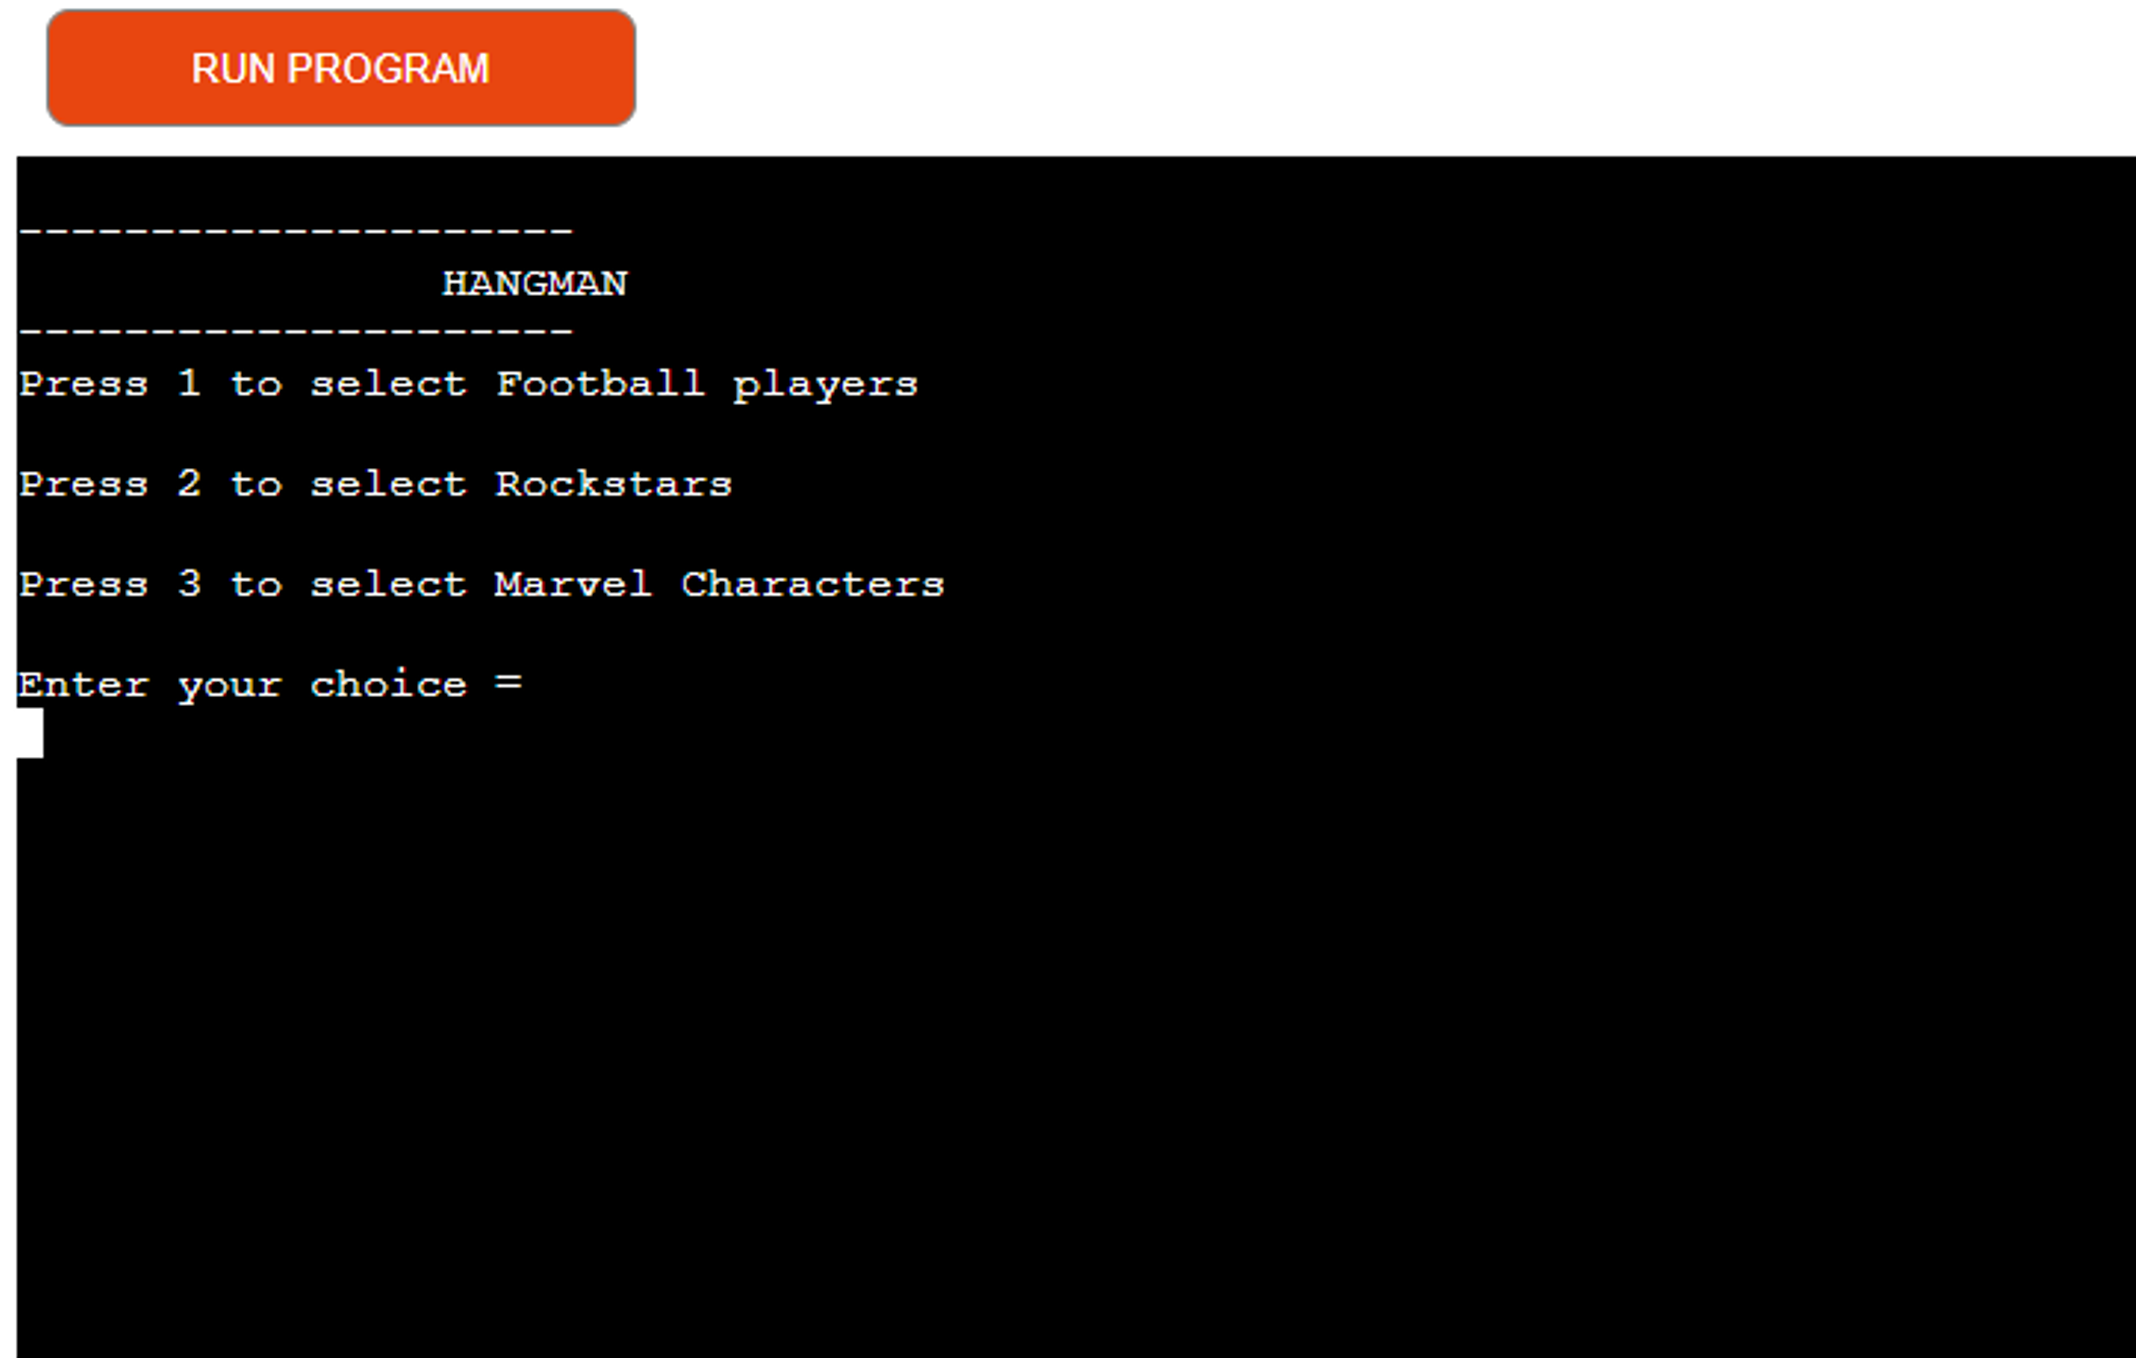 RUN PROGRAM
---------------------
HANGMAN
---------------------
Press 1 to select Football players
Press 2 to select Rockstars
Press 3 to select Marvel Characters
Enter your choice =